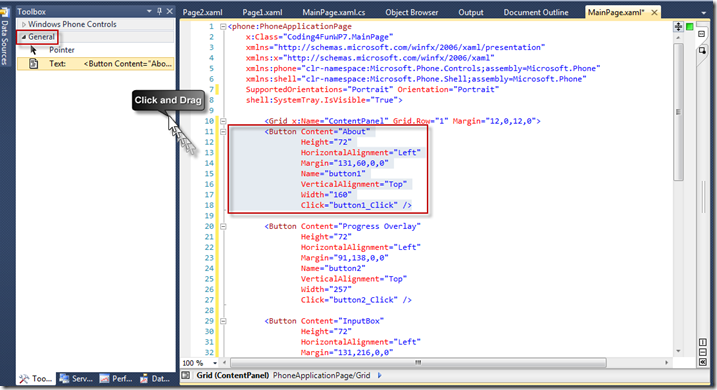 Toolbox
Windows Phone Controls
General
Pointer
Text: <Button Content="Abo...
Data Sources
Click and Drag
Page2.xaml Page1.xaml MainPage.xaml.cs Object Browser Output Document Outline MainPage.xaml*
1 <phone:PhoneApplicationPage
2 x:Class="Coding4FunWP7.MainPage"
3 xmlns="http://schemas.microsoft.com/winfx/2006/xaml/presentation"
4 xmlns:x="http://schemas.microsoft.com/winfx/2006/xaml"
5 xmlns:phone="clr-namespace:Microsoft.Phone.Controls;assembly=Microsoft.Phone"
6 xmlns:shell="clr-namespace:Microsoft.Phone.Shell;assembly=Microsoft.Phone"
7 SupportedOrientations="Portrait" Orientation="Portrait"
8 shell:SystemTray.IsVisible="True">
9
10 <Grid x:Name="ContentPanel" Grid.Row="1" Margin="12,0,12,0">
11 <Button Content="About"
12 Height="72"
13 HorizontalAlignment="Left"
14 Margin="131,60,0,0"
15 Name="button1"
16 VerticalAlignment="Top"
17 Width="160"
18 Click="button1_Click" />
19
20 <Button Content="Progress Overlay"
21 Height="72"
22 HorizontalAlignment="Left"
23 Margin="91,138,0,0"
24 Name="button2"
25 VerticalAlignment="Top"
26 Width="257"
27 Click="button2_Click" />
28
29 <Button Content="InputBox"
30 Height="72"
31 HorizontalAlignment="Left"
32 Margin="131,216,0,0"
100 %
Grid (ContentPanel) PhoneApplicationPage/Grid
Too... Serv... Perf... Dat...